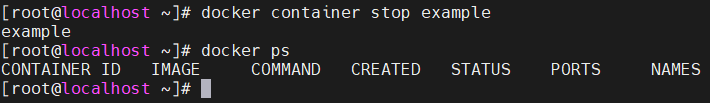 [root@localhost ~]# docker container stop example
example
[root@localhost ~]# docker ps
CONTAINER ID   IMAGE     COMMAND   CREATED   STATUS    PORTS     NAMES
[root@localhost ~]#